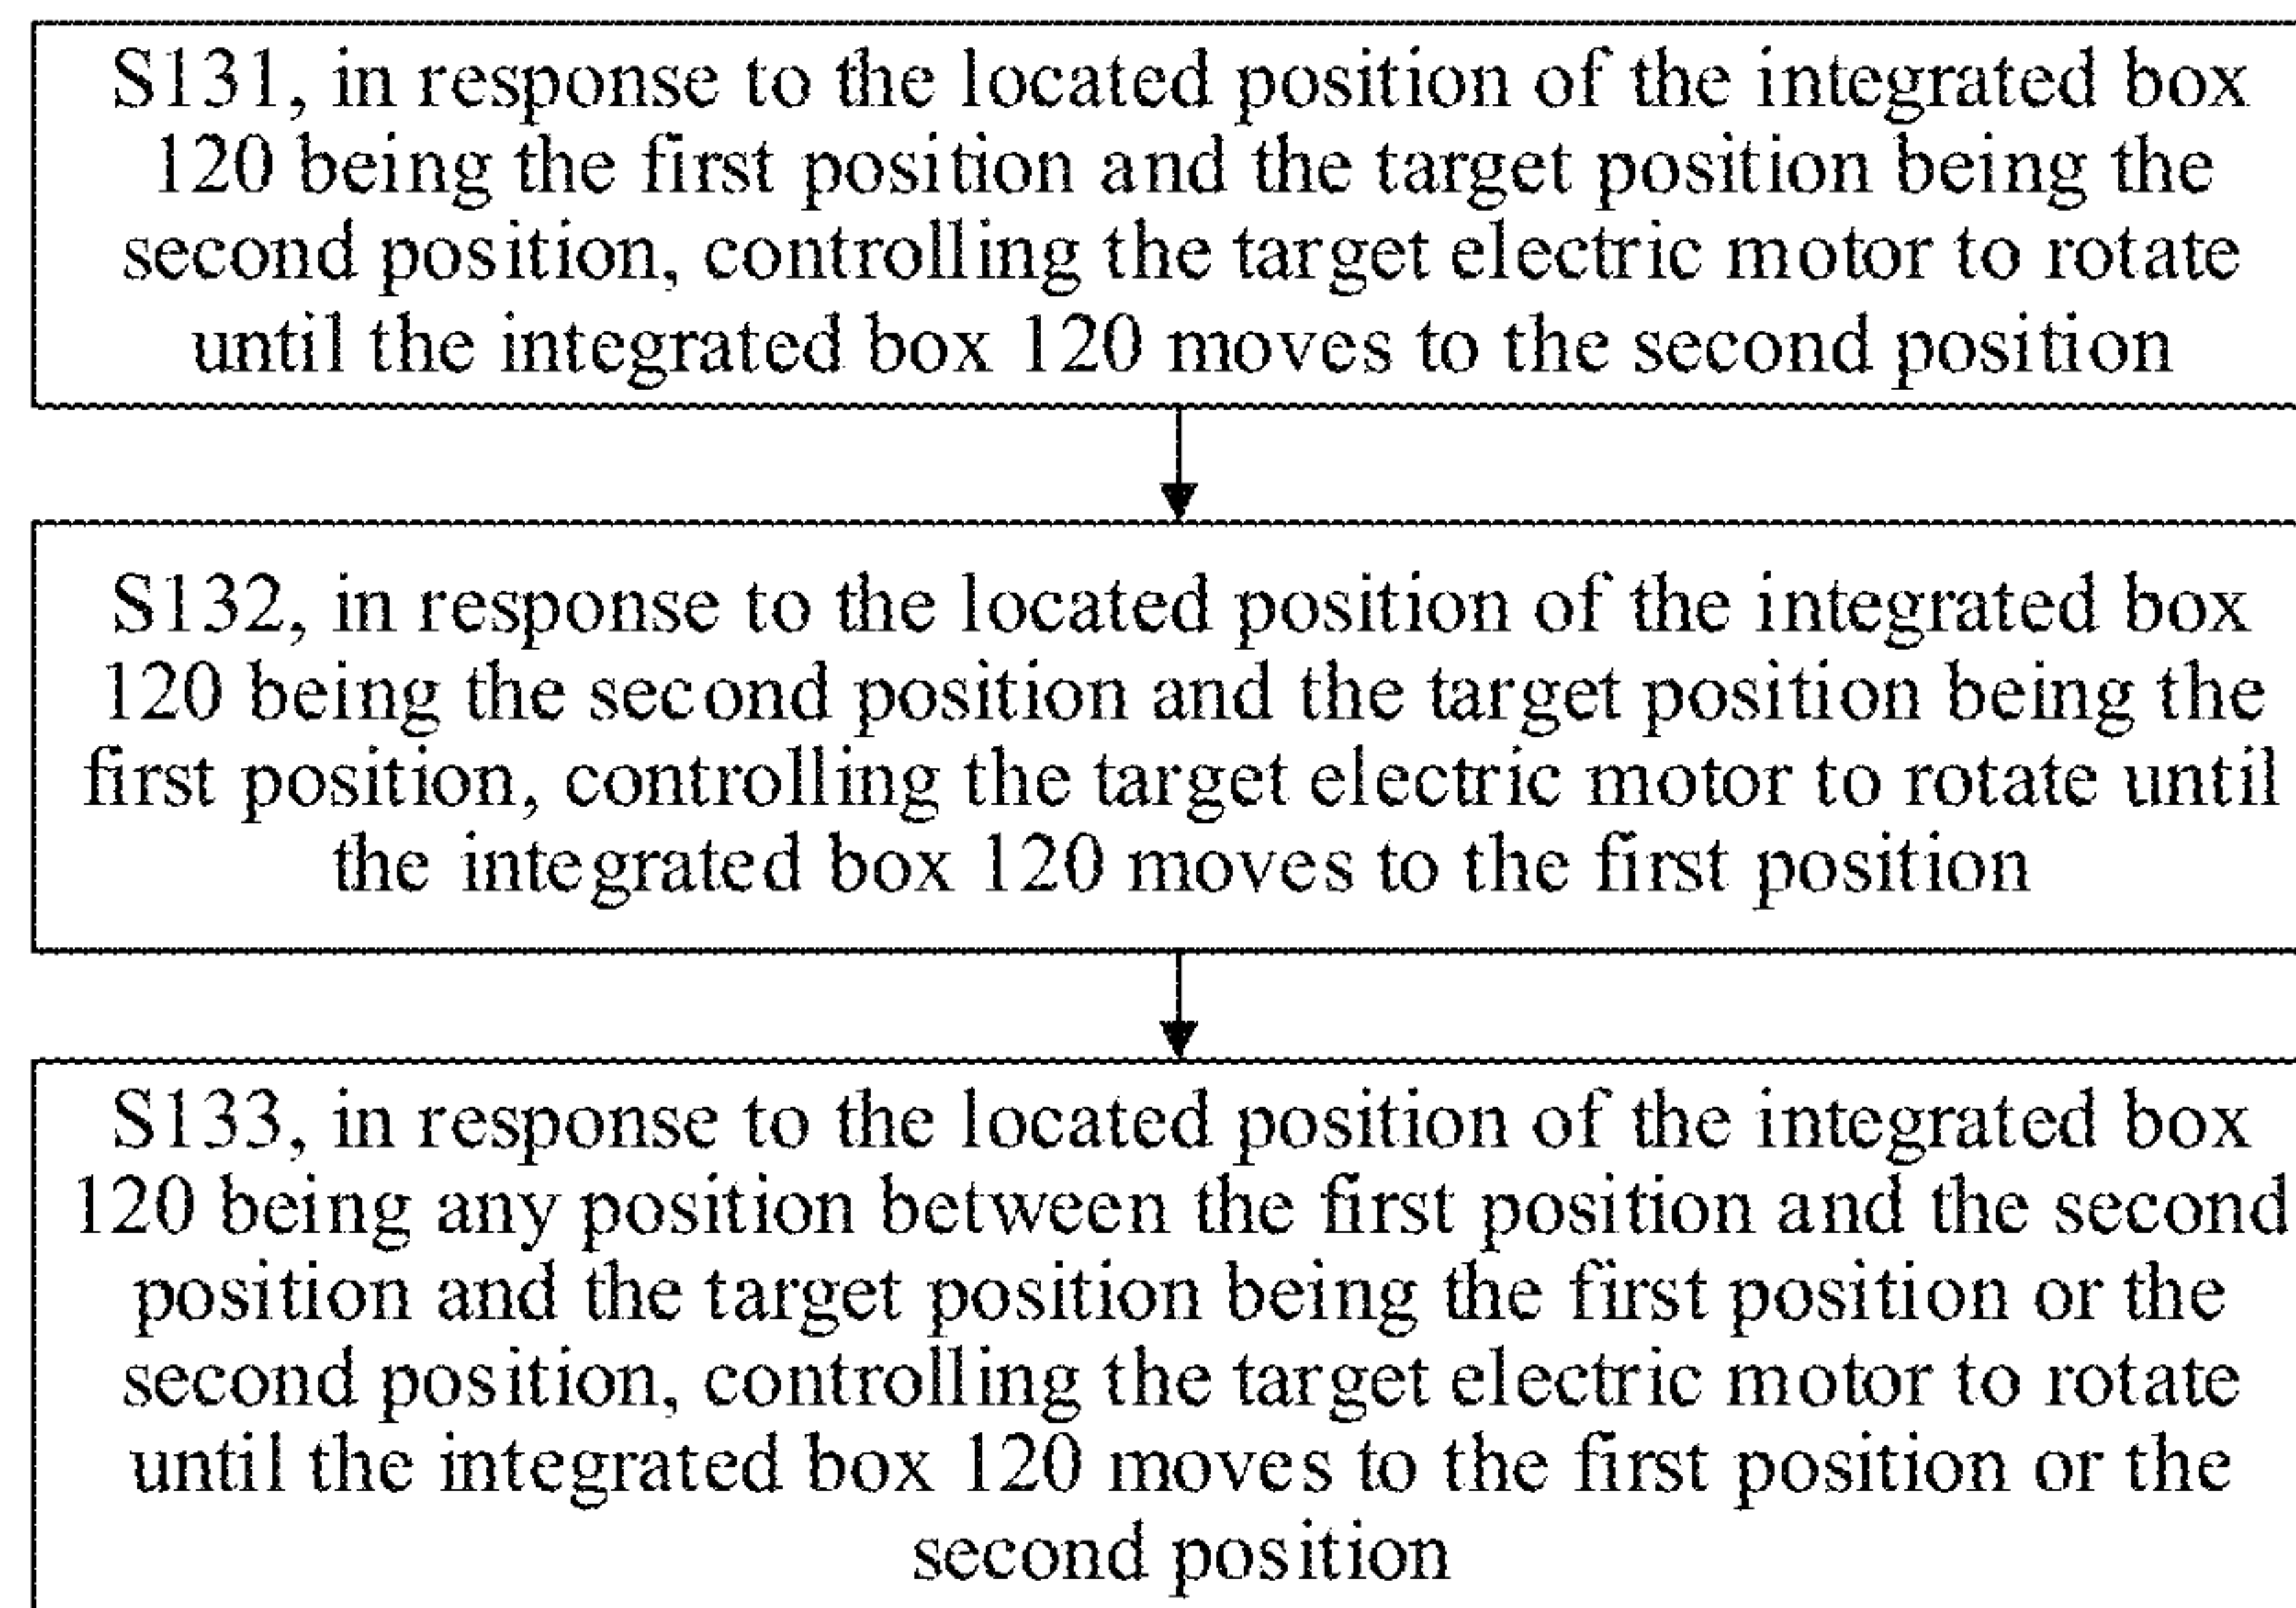 S131, in response to the located position of the integrated box
120 being the first position and the target position being the
second position, controlling the target electric motor to rotate
until the integrated box 120 moves to the second position
S132, in response to the located position of the integrated box
120 being the second position and the target position being the
first position, controlling the target electric motor to rotate until
the integrated box 120 moves to the first position
S133, in response to the located position of the integrated box
120 being any position between the first position and the second
position and the target position being the first position or the
second position, controlling the target electric motor to rotate
until the integrated box 120 moves to the first position or the
second position